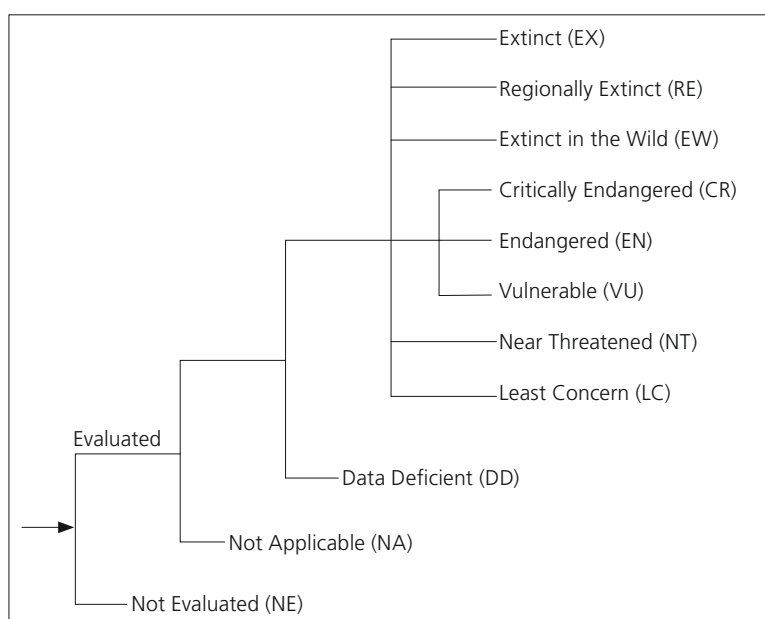 Extinct (EX)
Regionally Extinct (RE)
Extinct in the Wild (EW)
Critically Endangered (CR)
Endangered (EN)
Vulnerable (VU)
Near Threatened (NT)
Least Concern (LC)
Evaluated
Data Deficient (DD)
Not Applicable (NA)
Not Evaluated (NE)